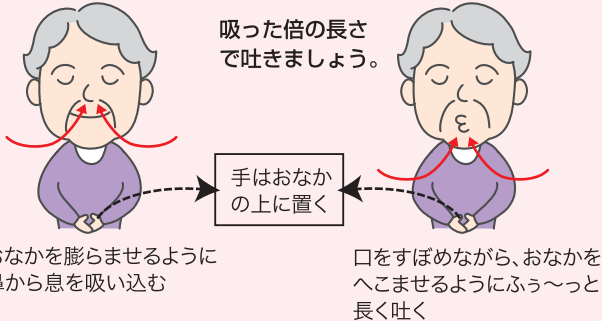 吸った倍の長さ
で吐きましょう。
手はおなか
の上に置く
おなかを膨らませるように
鼻から息を吸い込む
口をすぼめながら、おなかを
へこませるようにふぅ〜っと
長く吐く